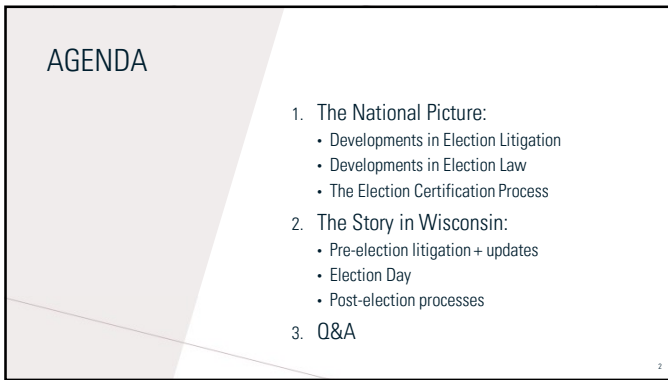 AGENDA
1. The National Picture:
• Developments in Election Litigation
• Developments in Election Law
• The Election Certification Process
2. The Story in Wisconsin:
• Pre-election litigation + updates
• Election Day
• Post-election processes
3. Q&A
2